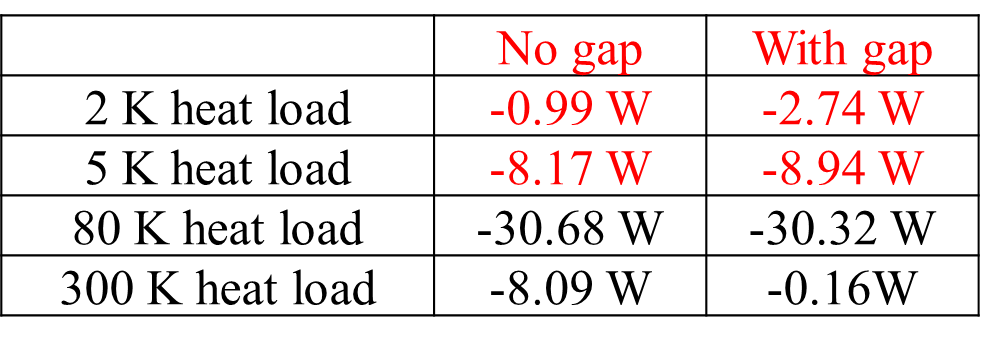 No gap With gap
2 K heat load -0.99 W -2.74 W
5 K heat load -8.17 W -8.94 W
80 K heat load -30.68 W -30.32 W
300 K heat load -8.09 W -0.16W